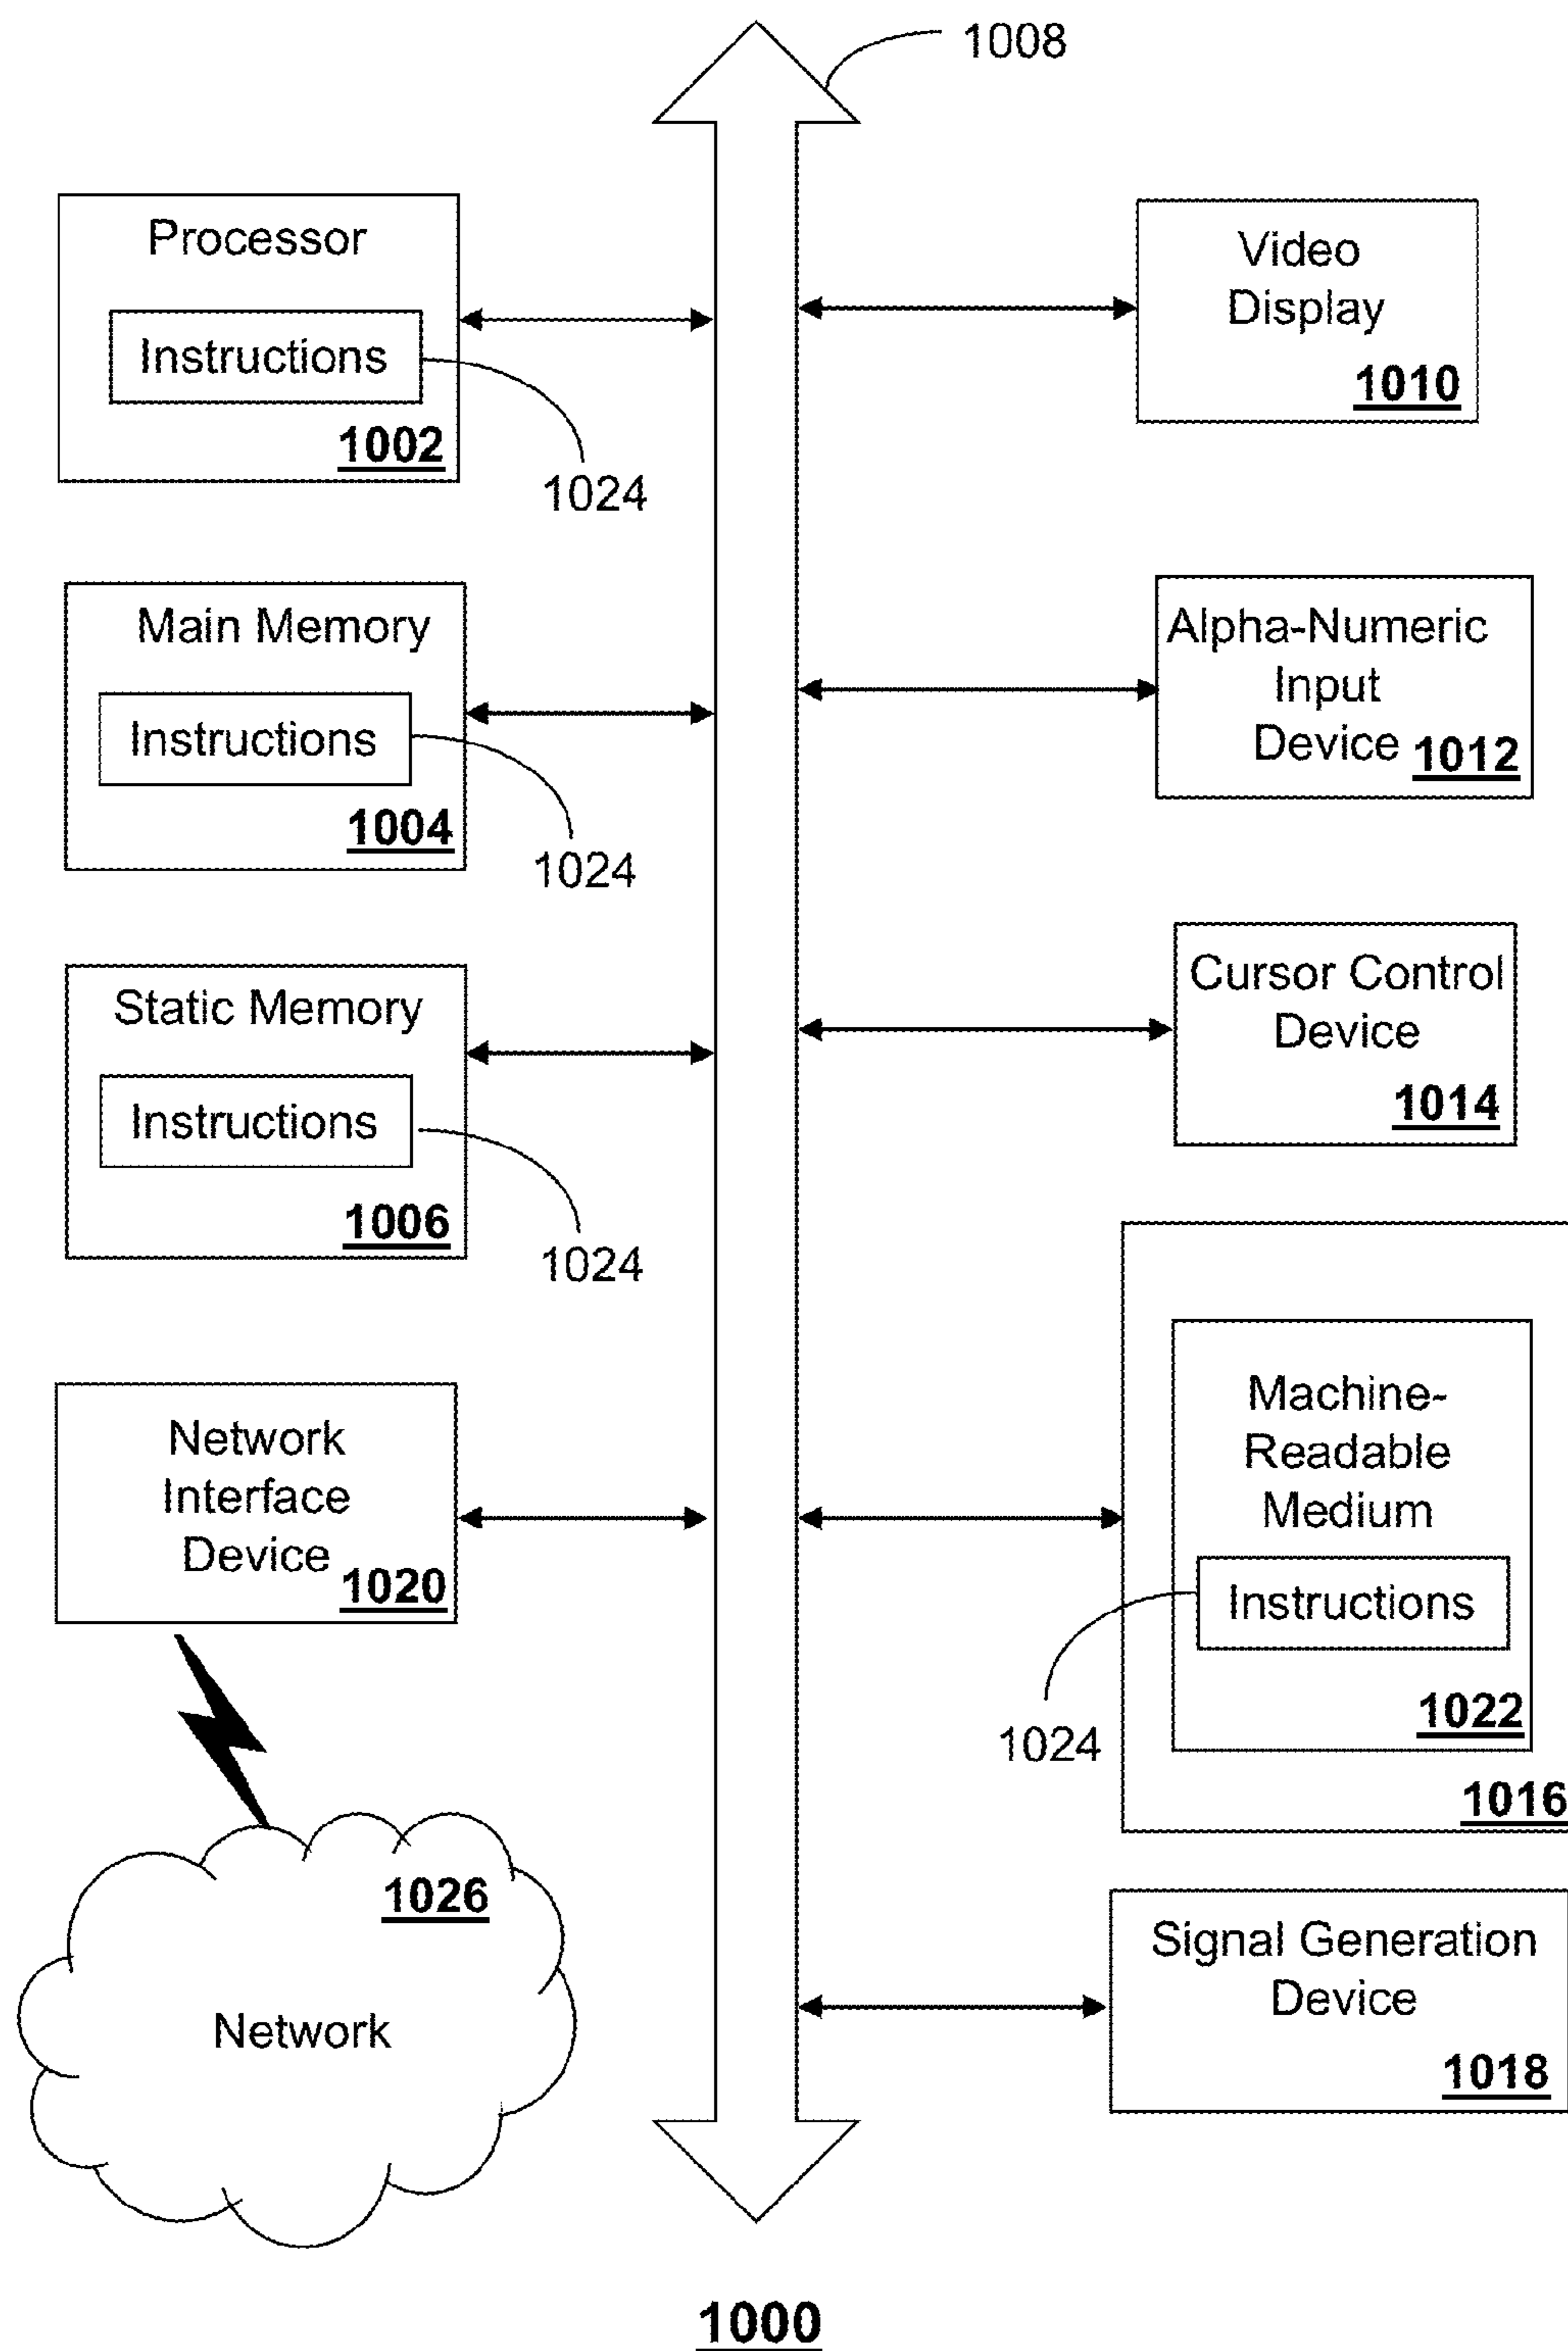 1008
Processor
Instructions
1002
1024
Main Memory
Instructions
1004
1024
Static Memory
Instructions
1006
1024
Network
Interface
Device
1020
1026
Network
Video
Display
1010
Alpha-Numeric
Input
Device
1012
Cursor Control
Device
1014
Machine-
Readable
Medium
Instructions
1022
1024
1016
Signal Generation
Device
1018
1000